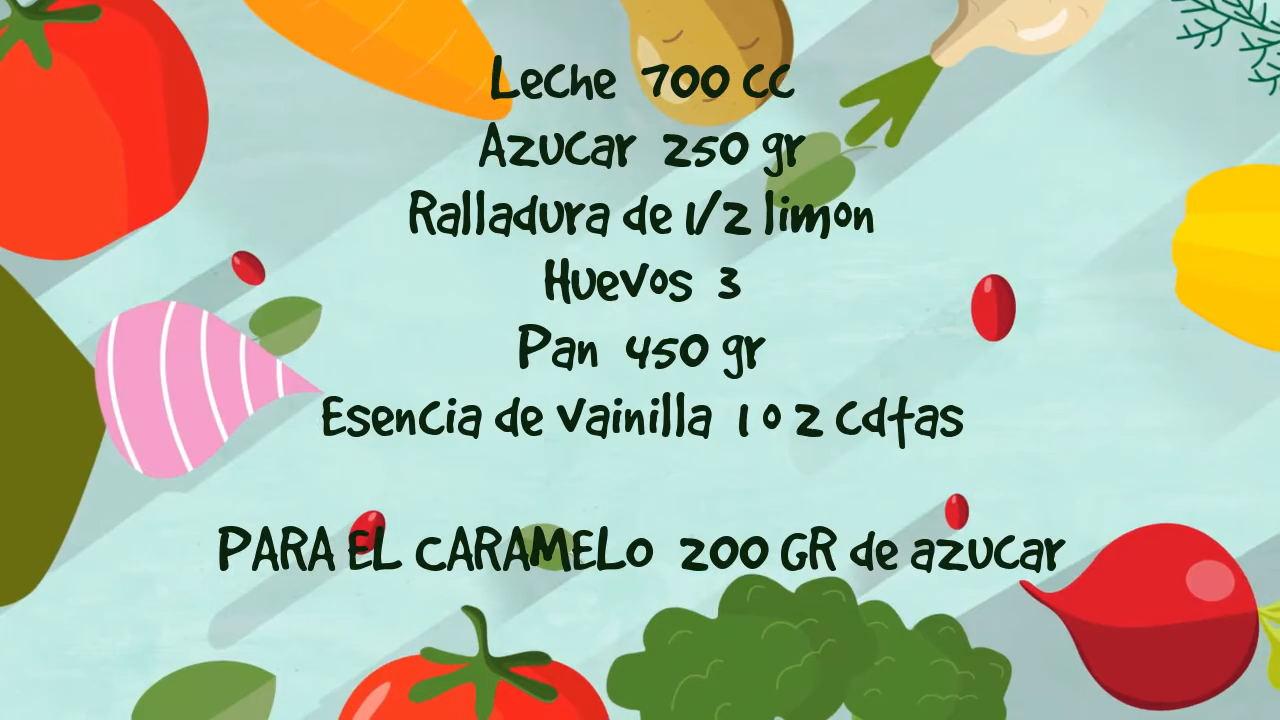 Leche 700 cc
Azucar 250 gr
Ralladura de 1/2 limon
Huevos 3
Pan 450 gr
Esencia de vainilla 1 o 2 cdtas
PARA EL CARAMELO 200 GR de azucar